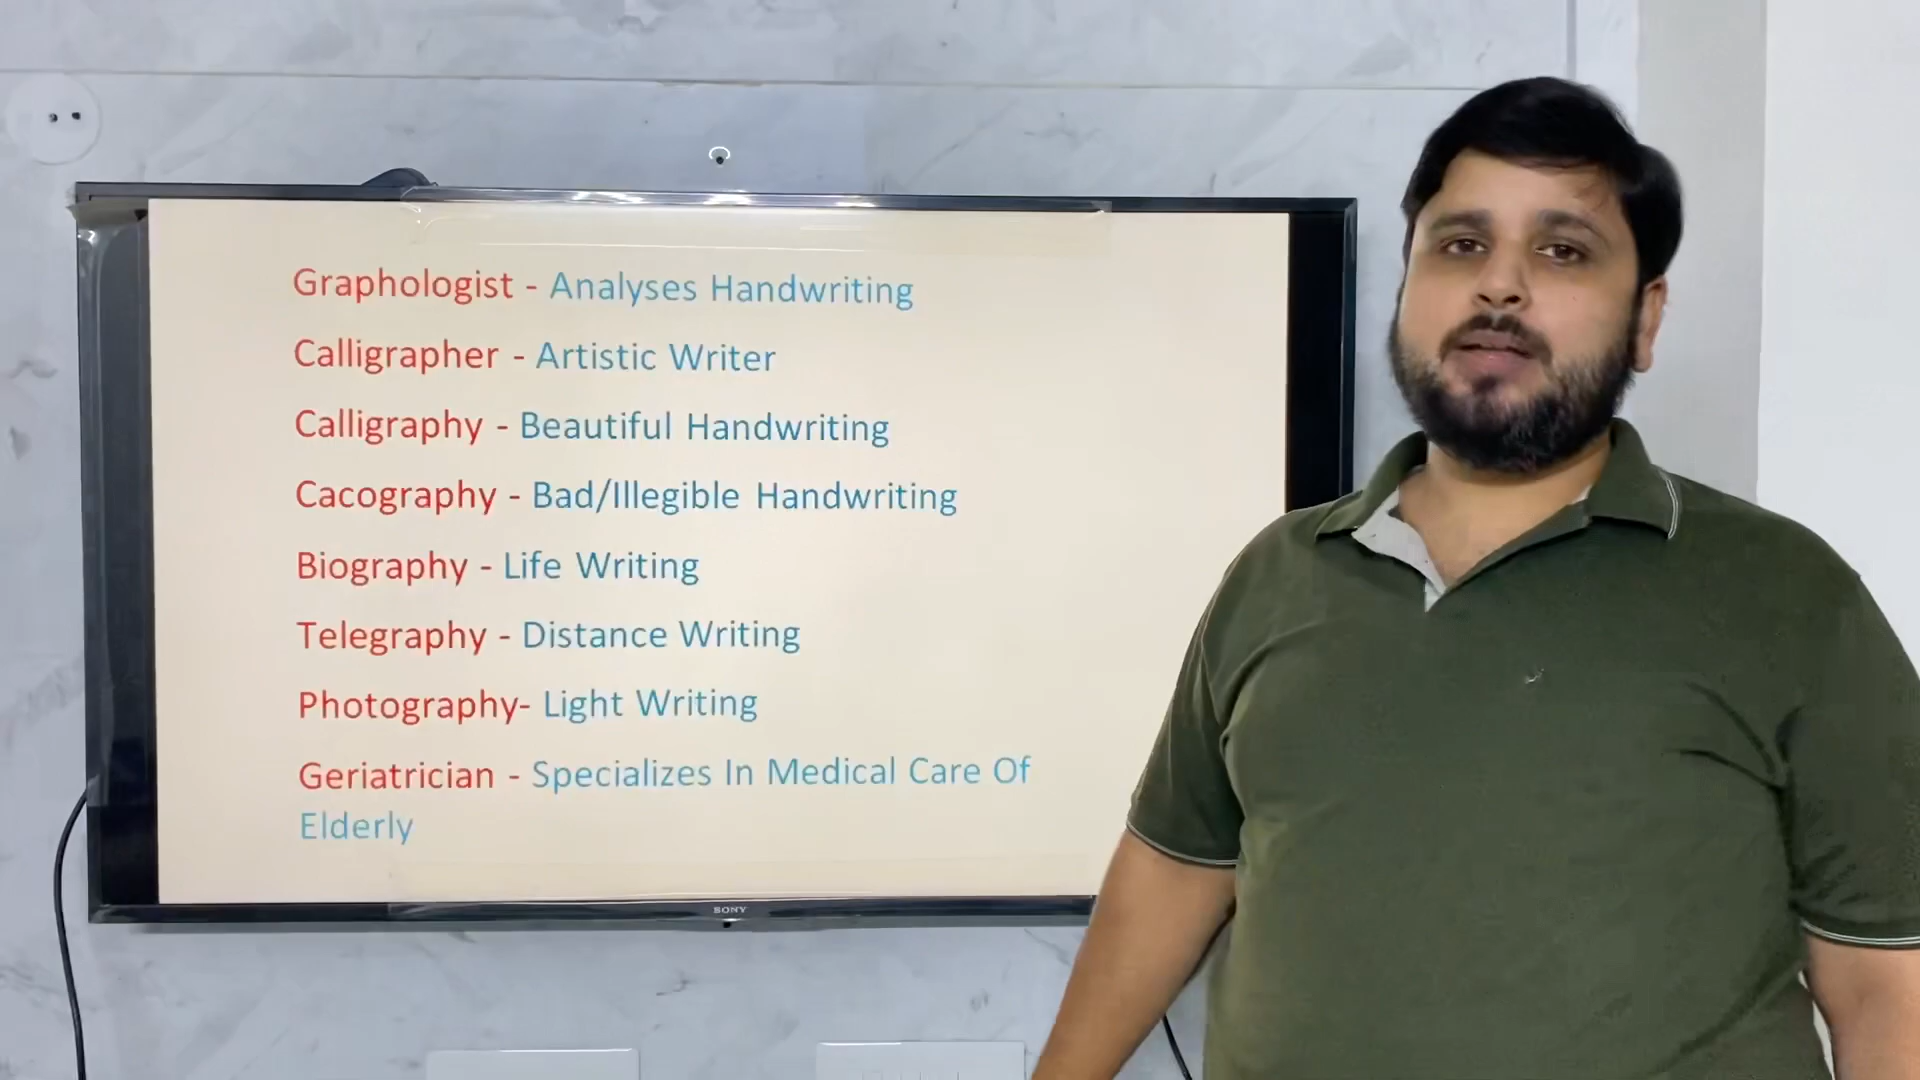 Graphologist - Analyses Handwriting
Calligrapher - Artistic Writer
Calligraphy - Beautiful Handwriting
Cacography - Bad/Illegible Handwriting
Biography - Life Writing
Telegraphy - Distance Writing
Photography- Light Writing
Geriatrician - Specializes In Medical Care Of
Elderly
SONY